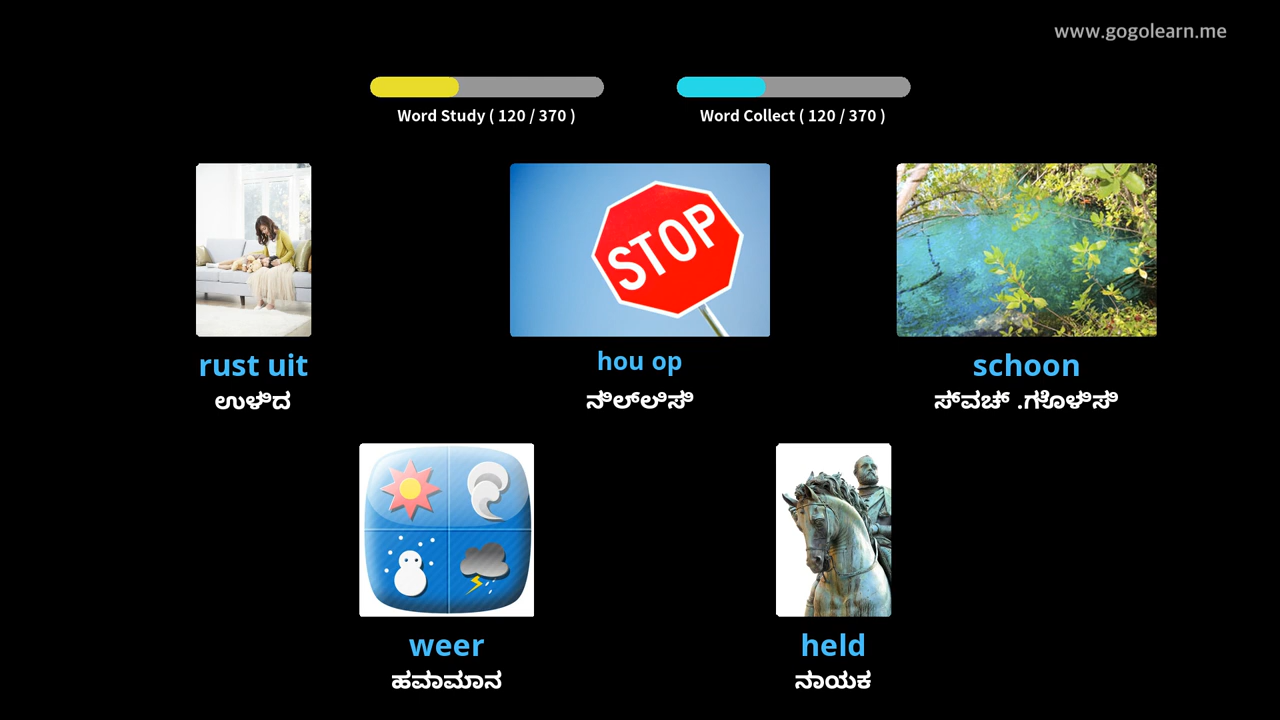 www.gogolearn.me
Word Study ( 120 / 370 )
Word Collect ( 120 / 370 )
STOP
rust uit
hou op
schoon
ಉಳಿದ
ನಿಲ್ಲಿಸಿ
ಸ್ವಚ್ .ಗೊಳಿಸಿ
weer
held
ಹವಾಮಾನ
ನಾಯಕ